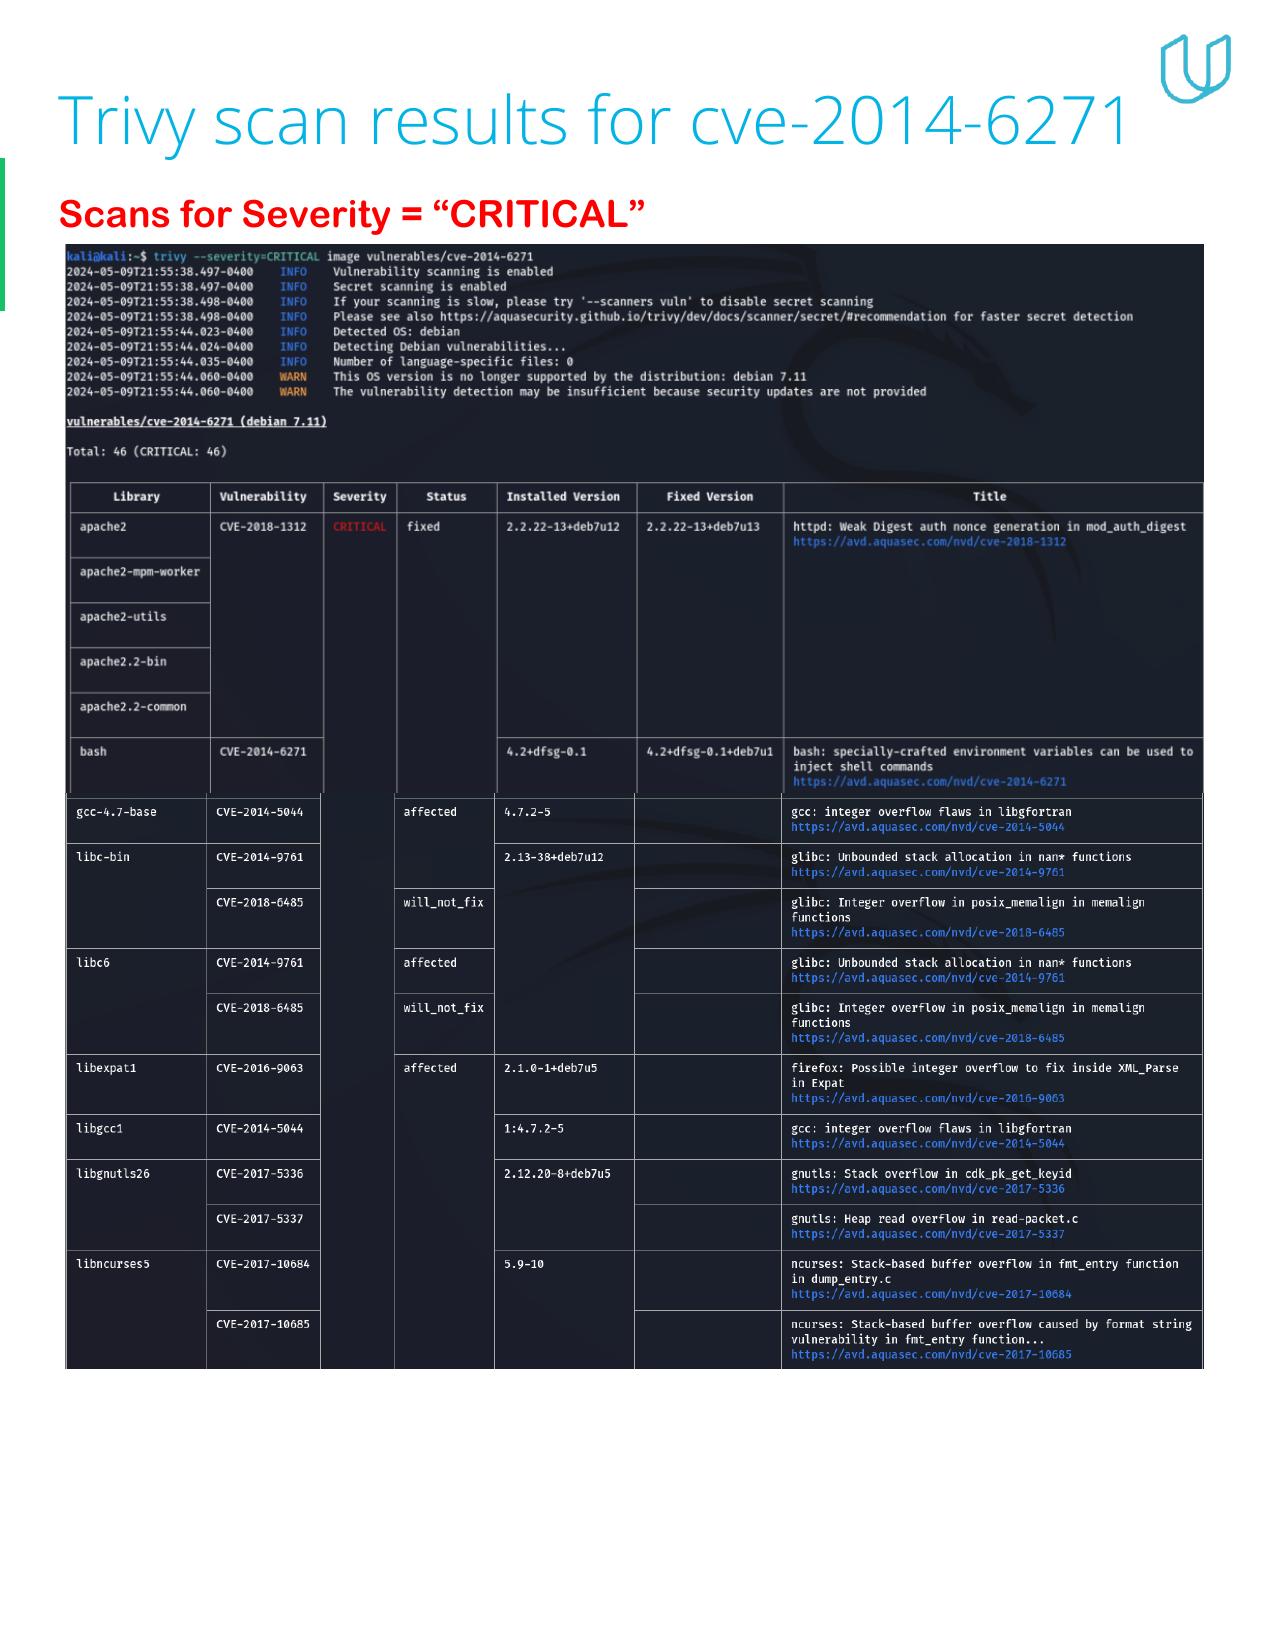 Trivy scan results for cve-2014-6271
Scans for Severity = “CRITICAL”
kali@kali:~$ trivy --severity=CRITICAL image vulnerables/cve-2014-6271
2024-05-09T21:55:38.497-0400 INFO Vulnerability scanning is enabled
2024-05-09T21:55:38.497-0400 INFO Secret scanning is enabled
2024-05-09T21:55:38.498-0400 INFO If your scanning is slow, please try '--scanners vuln' to disable secret scanning
2024-05-09T21:55:38.498-0400 INFO Please see also https://aquasecurity.github.io/trivy/dev/docs/scanner/secret/#recommendation for faster secret detection
2024-05-09T21:55:44.023-0400 INFO Detected OS: debian
2024-05-09T21:55:44.024-0400 INFO Detecting Debian vulnerabilities...
2024-05-09T21:55:44.035-0400 INFO Number of language-specific files: 0
2024-05-09T21:55:44.060-0400 WARN This OS version is no longer supported by the distribution: debian 7.11
2024-05-09T21:55:44.060-0400 WARN The vulnerability detection may be insufficient because security updates are not provided
vulnerables/cve-2014-6271 (debian 7.11)
Total: 46 (CRITICAL: 46)
Library Vulnerability Severity Status Installed Version Fixed Version Title
apache2 CVE-2018-1312 CRITICAL fixed 2.2.22-13+deb7u12 2.2.22-13+deb7u13 httpd: Weak Digest auth nonce generation in mod_auth_digest
https://avd.aquasec.com/nvd/cve-2018-1312
apache2-mpm-worker
apache2-utils
apache2.2-bin
apache2.2-common
bash CVE-2014-6271 4.2+dfsg-0.1 4.2+dfsg-0.1+deb7u1 bash: specially-crafted environment variables can be used to
inject shell commands
https://avd.aquasec.com/nvd/cve-2014-6271
gcc-4.7-base CVE-2014-5044 affected 4.7.2-5 gcc: integer overflow flaws in libgfortran
https://avd.aquasec.com/nvd/cve-2014-5044
libc-bin CVE-2014-9761 2.13-38+deb7u12 glibc: Unbounded stack allocation in nan* functions
https://avd.aquasec.com/nvd/cve-2014-9761
CVE-2018-6485 will_not_fix glibc: Integer overflow in posix_memalign in memalign
functions
https://avd.aquasec.com/nvd/cve-2018-6485
libc6 CVE-2014-9761 affected glibc: Unbounded stack allocation in nan* functions
https://avd.aquasec.com/nvd/cve-2014-9761
CVE-2018-6485 will_not_fix glibc: Integer overflow in posix_memalign in memalign
functions
https://avd.aquasec.com/nvd/cve-2018-6485
libexpat1 CVE-2016-9063 affected 2.1.0-1+deb7u5 firefox: Possible integer overflow to fix inside XML_Parse
in Expat
https://avd.aquasec.com/nvd/cve-2016-9063
libgcc1 CVE-2014-5044 1:4.7.2-5 gcc: integer overflow flaws in libgfortran
https://avd.aquasec.com/nvd/cve-2014-5044
libgnutls26 CVE-2017-5336 2.12.20-8+deb7u5 gnutls: Stack overflow in cdk_pk_get_keyid
https://avd.aquasec.com/nvd/cve-2017-5336
CVE-2017-5337 gnutls: Heap read overflow in read-packet.c
https://avd.aquasec.com/nvd/cve-2017-5337
libncurses5 CVE-2017-10684 5.9-10 ncurses: Stack-based buffer overflow in fmt_entry function
in dump_entry.c
https://avd.aquasec.com/nvd/cve-2017-10684
CVE-2017-10685 ncurses: Stack-based buffer overflow caused by format string
vulnerability in fmt_entry function...
https://avd.aquasec.com/nvd/cve-2017-10685